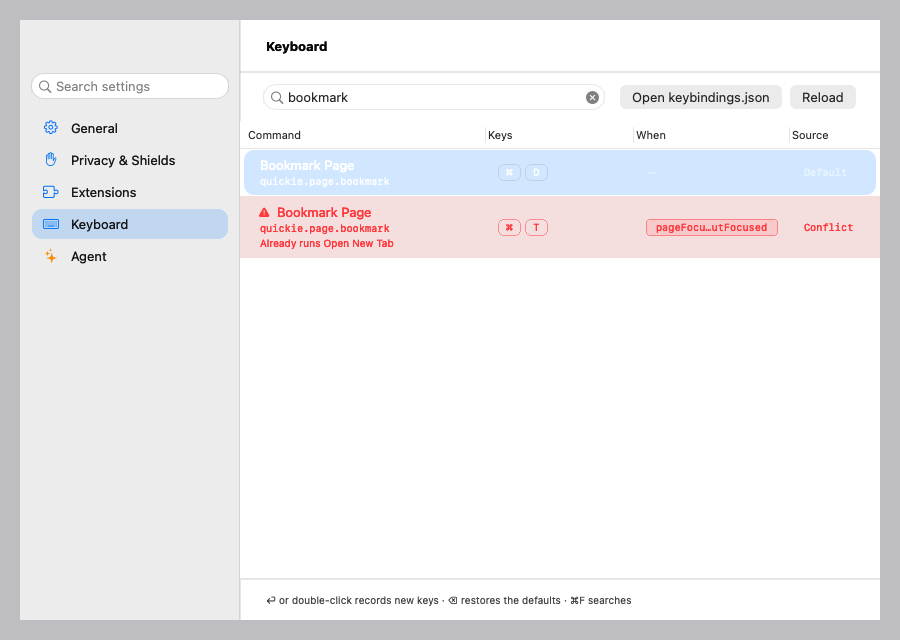 Keyboard
Search settings
General
Privacy & Shields
Extensions
Keyboard
Agent
bookmark
Open keybindings.json
Reload
Command Keys When Source
Bookmark Page
quickie.page.bookmark
⌘ D — Default
Bookmark Page
quickie.page.bookmark
Already runs Open New Tab
⌘ T pageFocu…utFocused Conflict
↩ or double-click records new keys · ⌫ restores the defaults · ⌘F searches